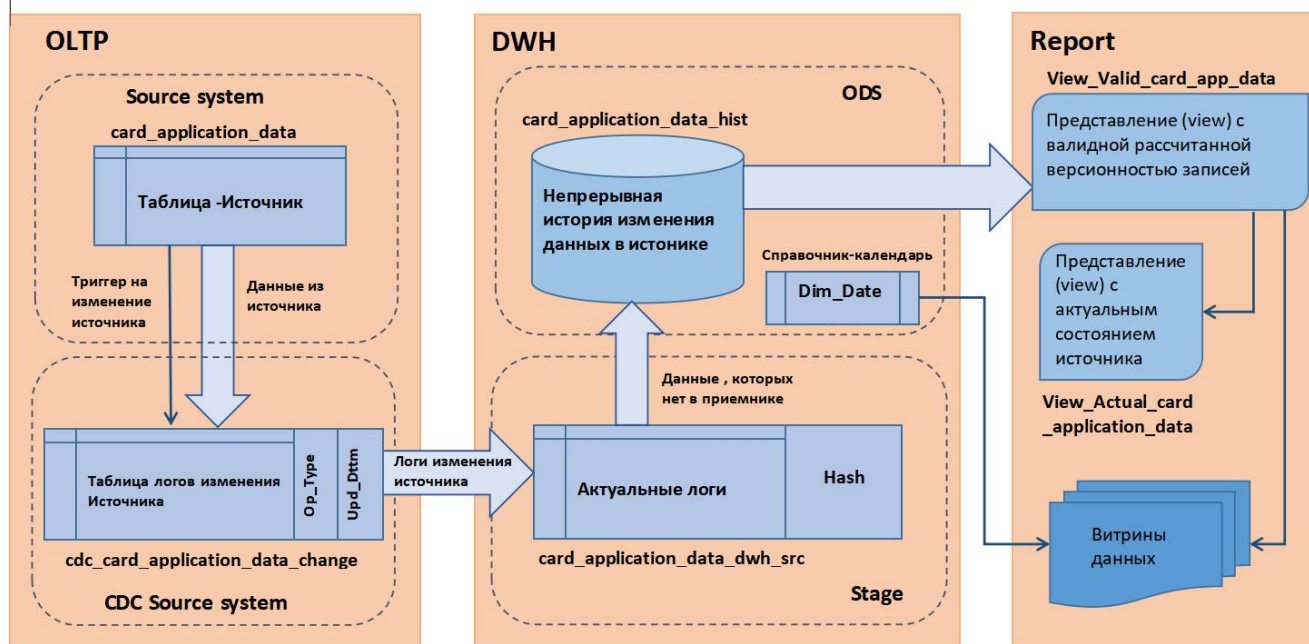 OLTP
Source system
card_application_data
Таблица -Источник
Триггер на
изменение
источника
Данные из
источника
Таблица логов изменения
Источника
Op_Type
Upd_Dttm
cdc_card_application_data_change
CDC Source system
Логи изменения
источника
DWH
ODS
card_application_data_hist
Непрерывная
история изменения
данных в истонике
Справочник-календарь
Dim_Date
Данные , которых
нет в приемнике
Актуальные логи
Hash
card_application_data_dwh_src
Stage
Report
View_Valid_card_app_data
Представление (view) с
валидной рассчитанной
версионностью записей
Представление
(view) с
актуальным
состоянием
источника
View_Actual_card
_application_data
Витрины
данных